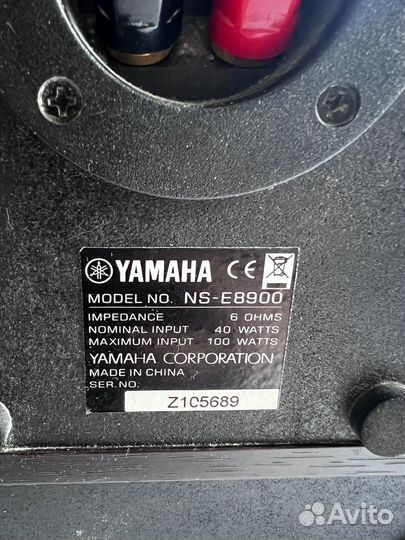 YAMAHA CE
MODEL NO. NS-E8900
IMPEDANCE 6 OHMS
NOMINAL INPUT 40 WATTS
MAXIMUM INPUT 100 WATTS
YAMAHA CORPORATION
MADE IN CHINA
SER. NO.
Z105689
Avito